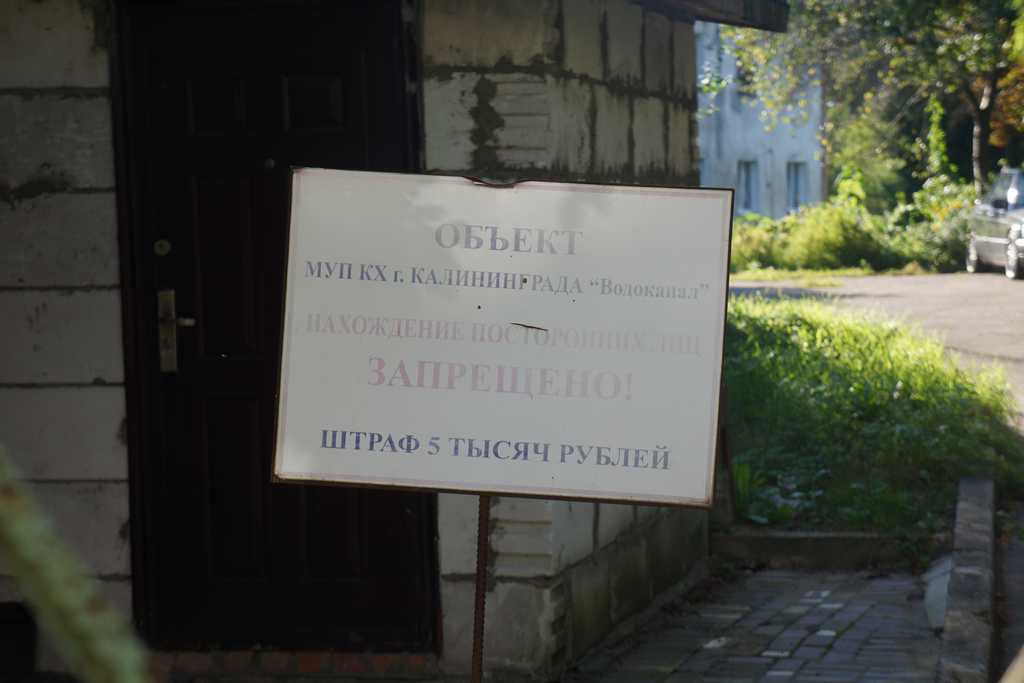 ОБЪЕКТ
МУП КХ г. КАЛИНИНГРАДА “Водоканал”
НАХОЖДЕНИЕ ПОСТОРОННИХ ЛИЦ
ЗАПРЕЩЕНО!
ШТРАФ 5 ТЫСЯЧ РУБЛЕЙ